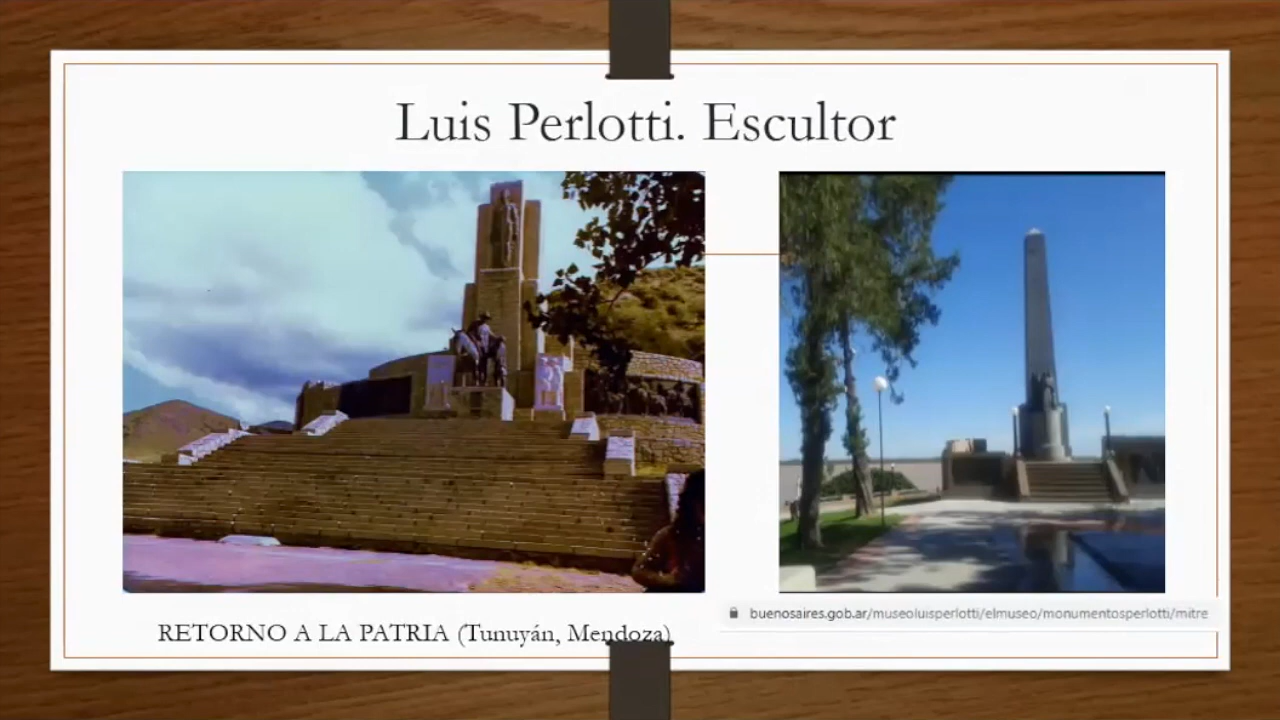 Luis Perlotti. Escultor
buenosaires.gob.ar/museoluisperlotti/elmuseo/monumentosperlotti/mitre
RETORNO A LA PATRIA (Tunuyán, Mendoza)